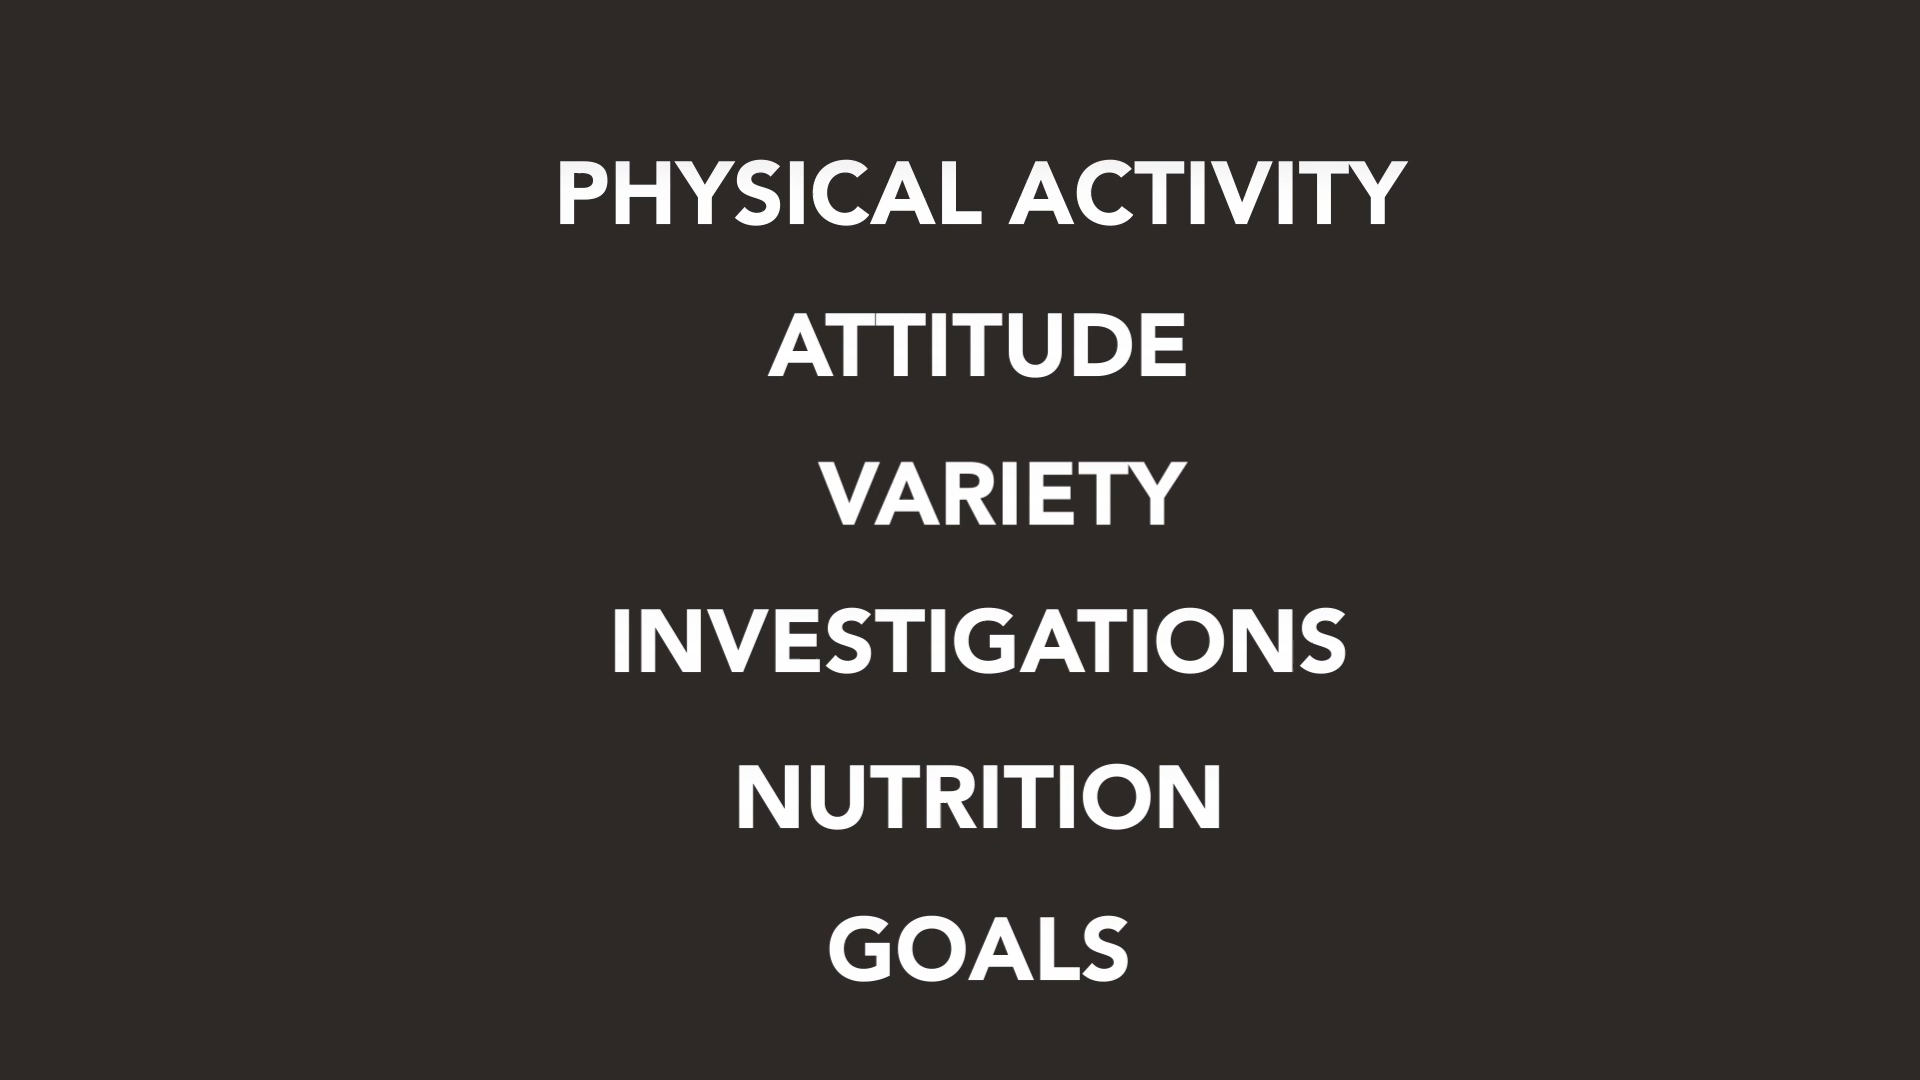 PHYSICAL ACTIVITY
ATTITUDE
VARIETY
INVESTIGATIONS
NUTRITION
GOALS